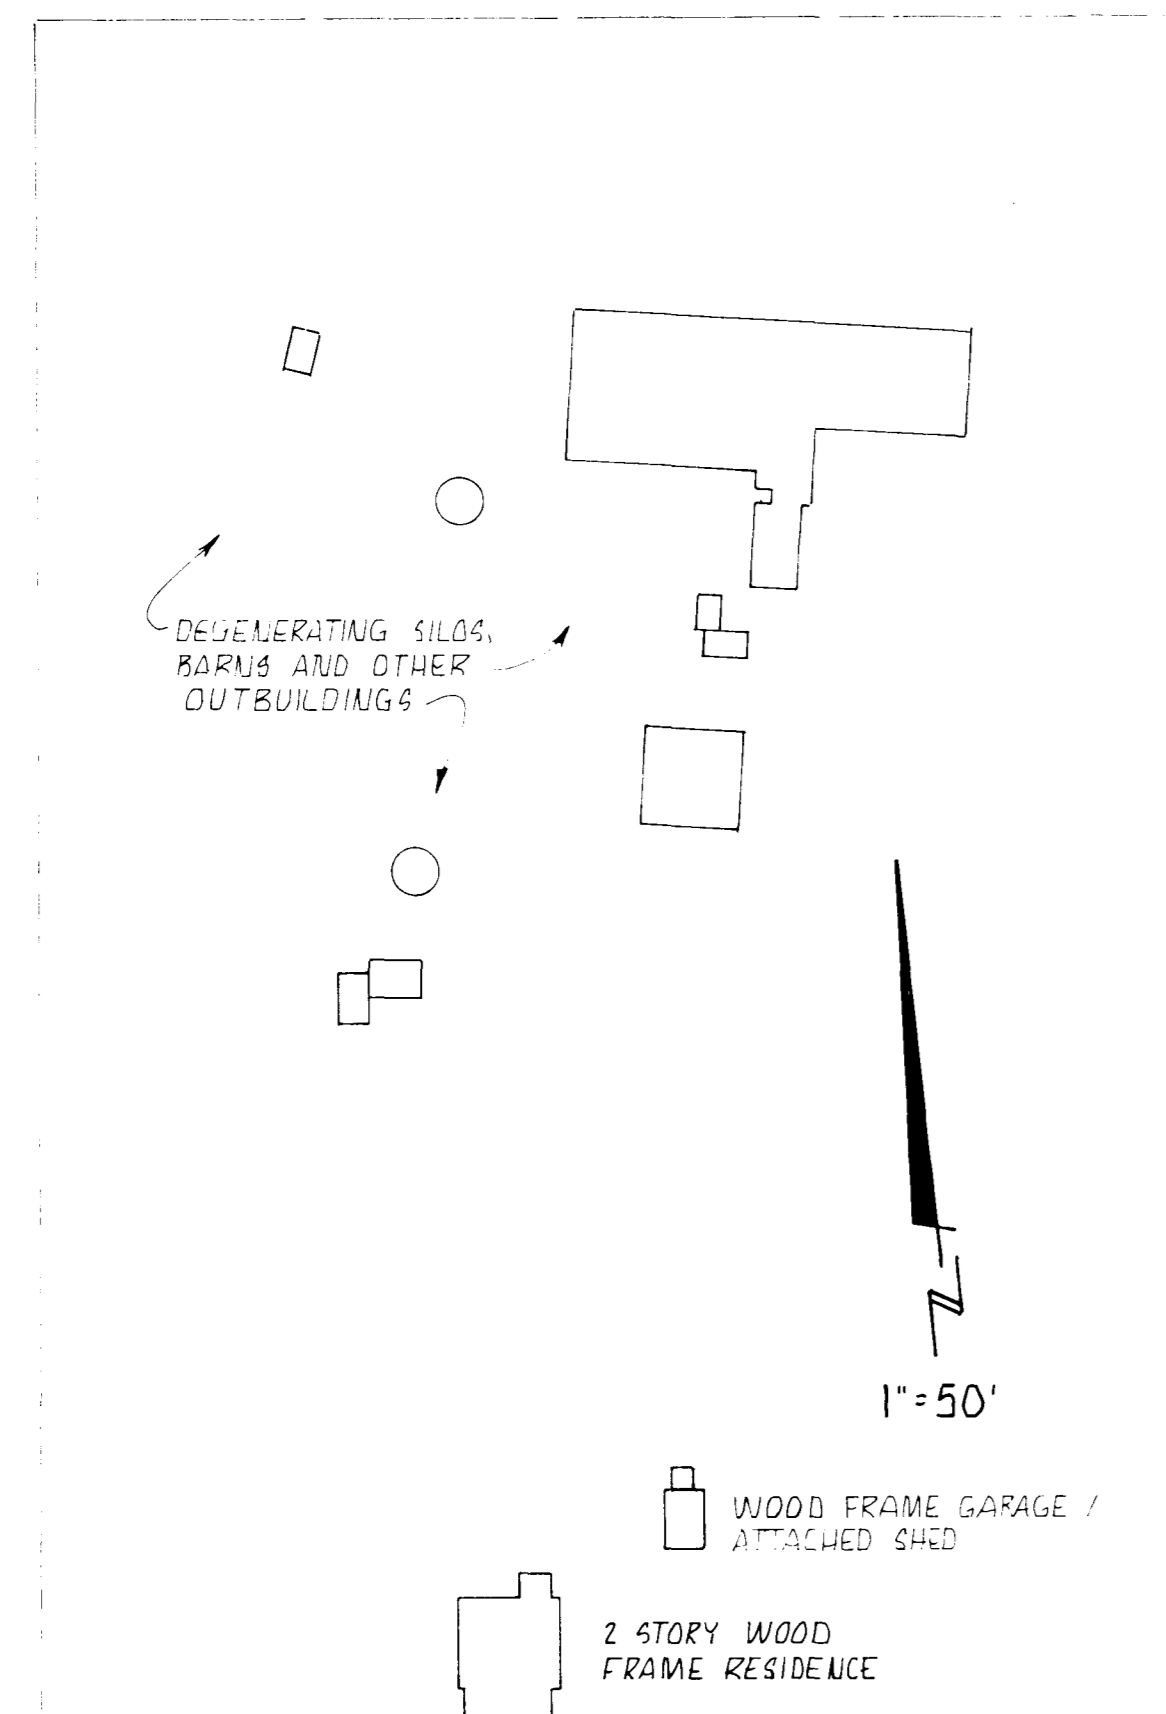 DEGENERATING SILOS,
BARNS AND OTHER
OUTBUILDINGS
N
1" = 50'
WOOD FRAME GARAGE /
ATTACHED SHED
2 STORY WOOD
FRAME RESIDENCE